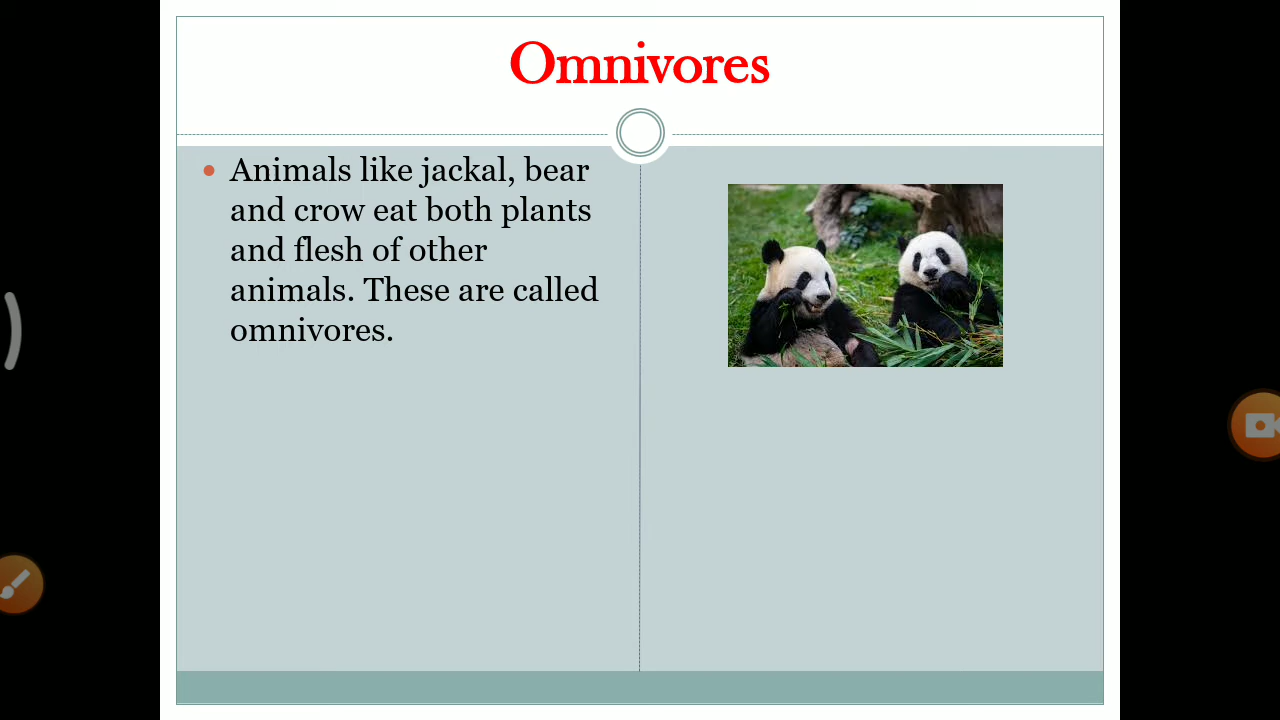 Omnivores
Animals like jackal, bear
and crow eat both plants
and flesh of other
animals. These are called
omnivores.